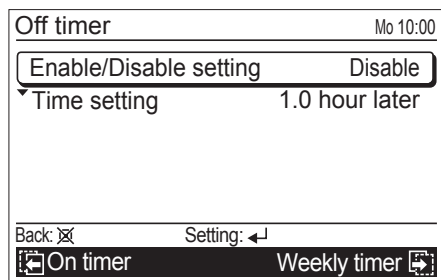 Off timer Mo 10:00
Enable/Disable setting Disable
Time setting 1.0 hour later
Back: Setting:
On timer Weekly timer